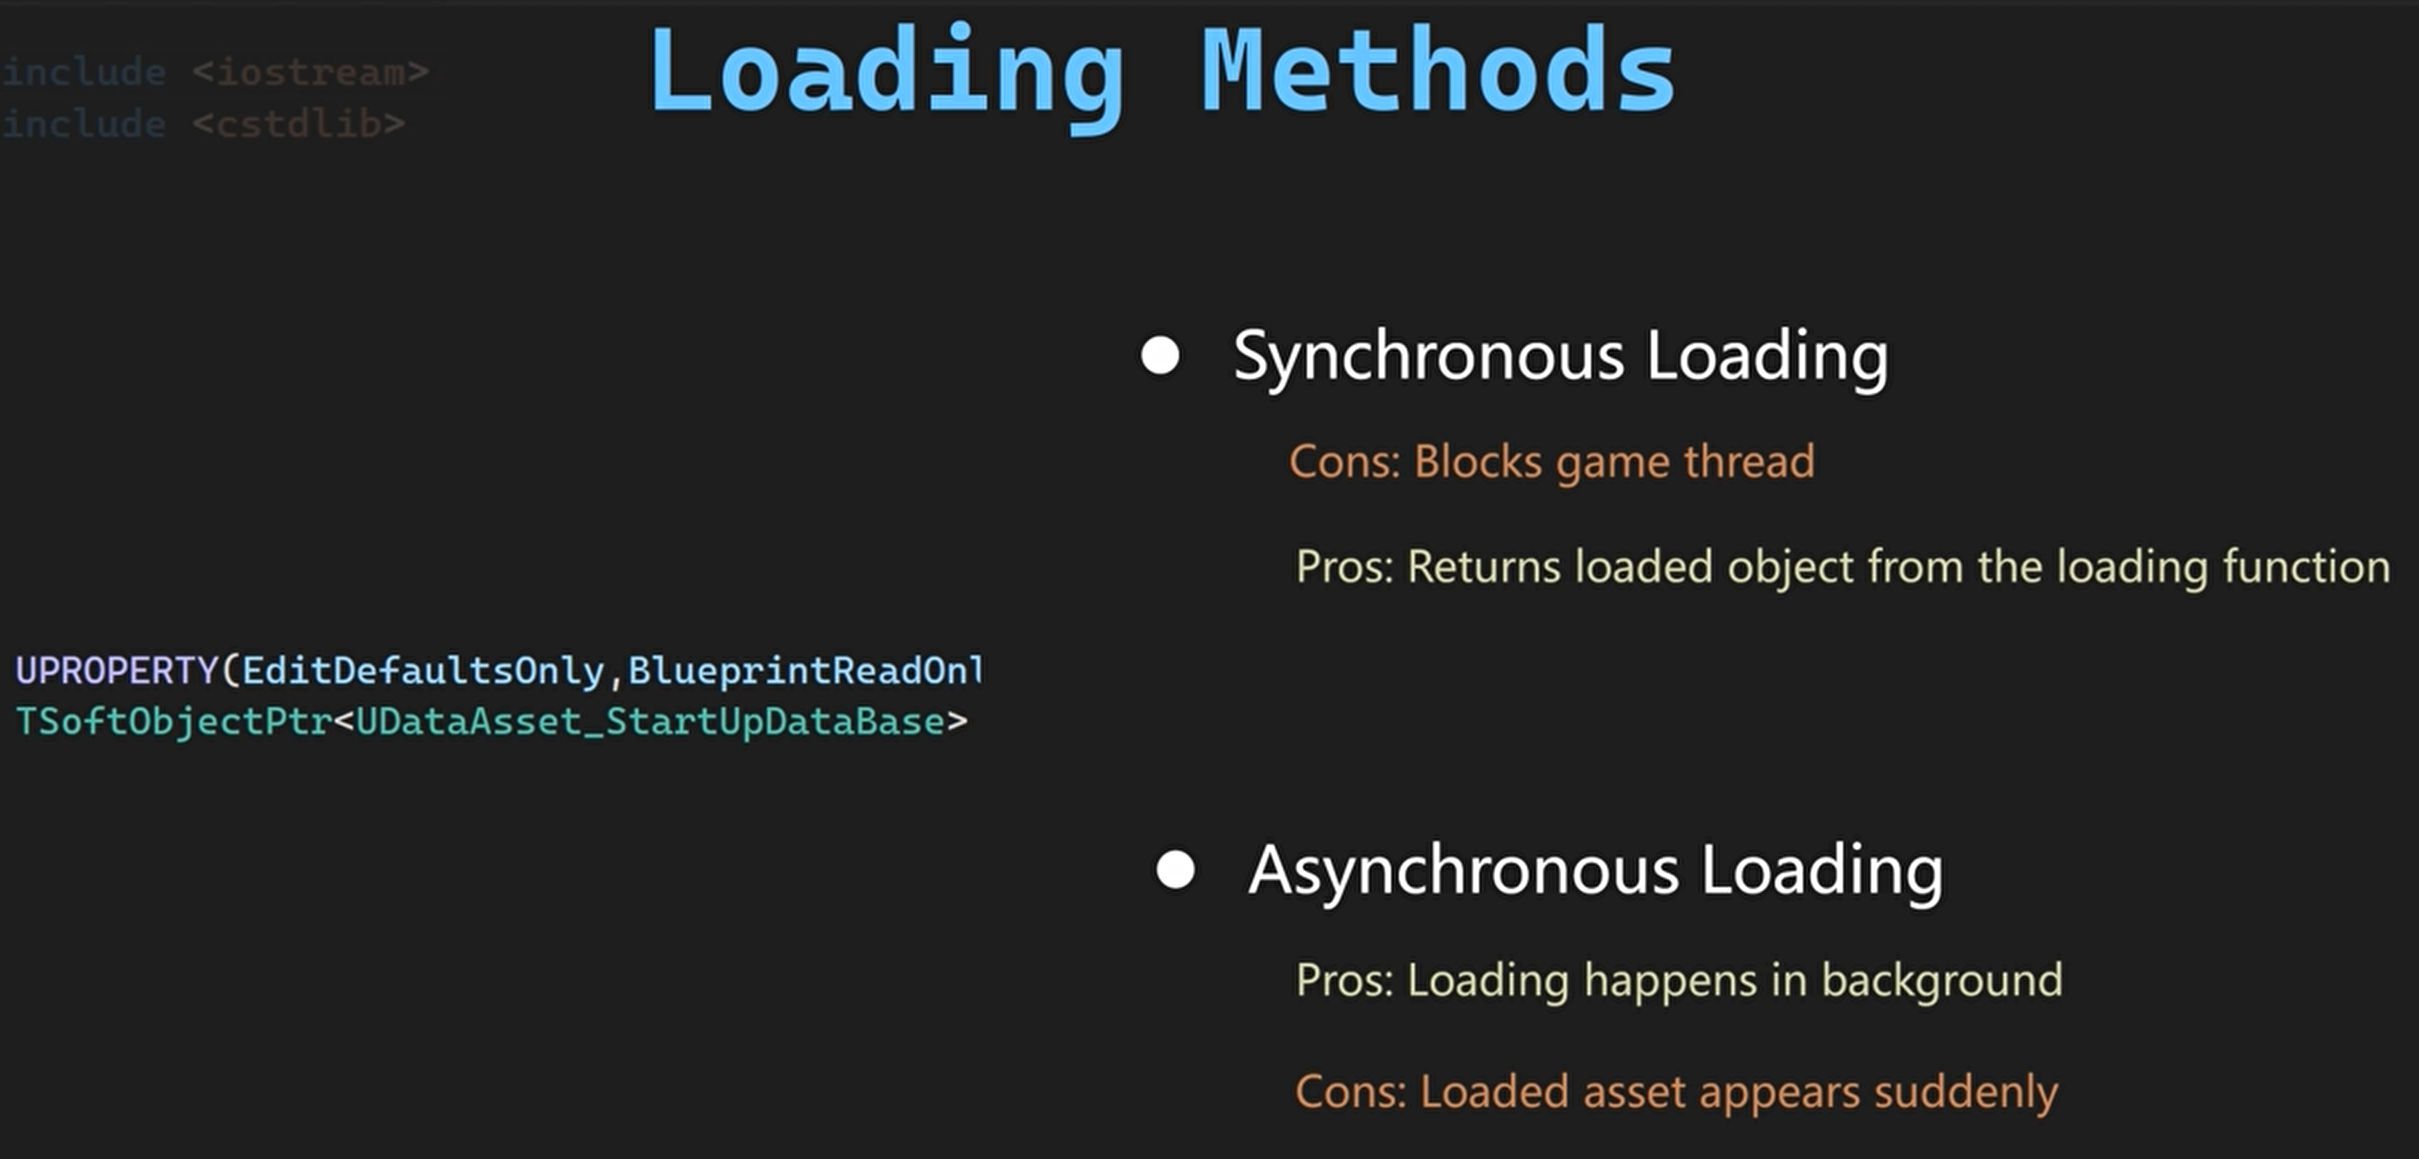 Loading Methods
include <iostream>
include <cstdlib>
● Synchronous Loading
Cons: Blocks game thread
Pros: Returns loaded object from the loading function
UPROPERTY(EditDefaultsOnly,BlueprintReadOnl
TSoftObjectPtr<UDataAsset_StartUpDataBase>
● Asynchronous Loading
Pros: Loading happens in background
Cons: Loaded asset appears suddenly